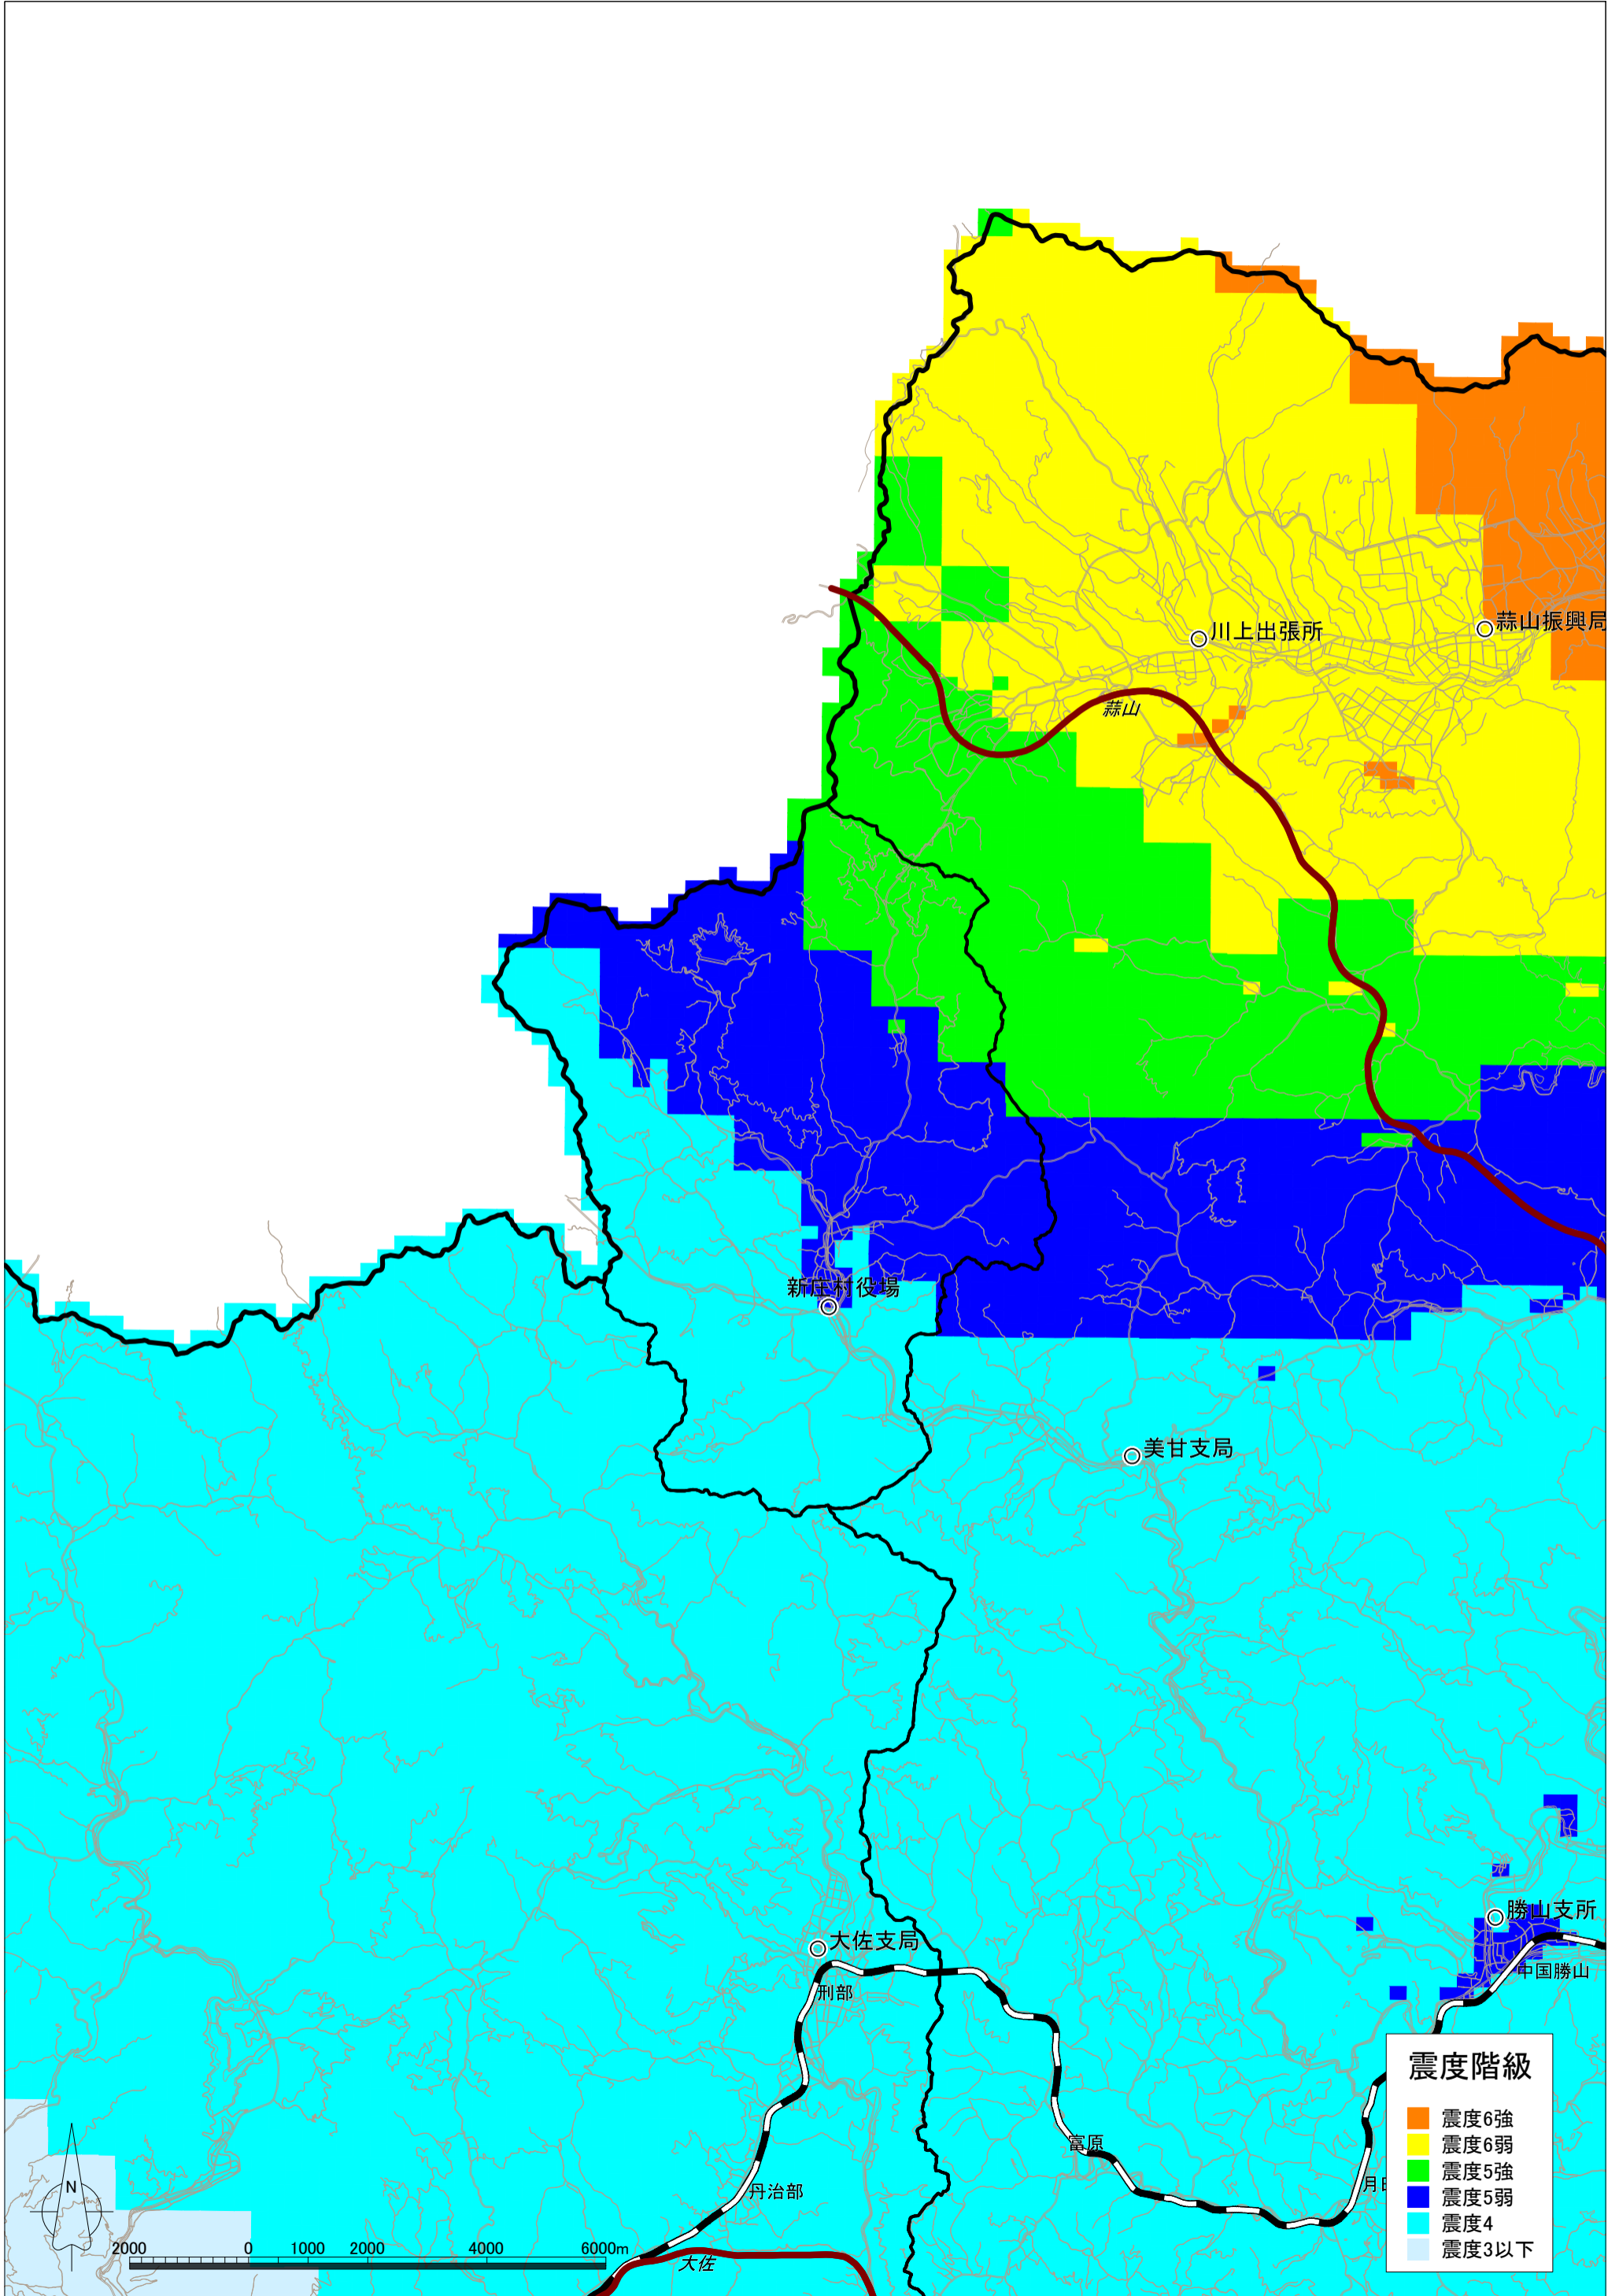 川上出張所
蒜山振興局
蒜山
新庄村役場
美甘支局
勝山支所
大佐支局
中国勝山
刑部
富原
丹治部
大佐
震度階級
震度6強
震度6弱
震度5強
震度5弱
震度4
震度3以下
N
2000 0 1000 2000 4000 6000m